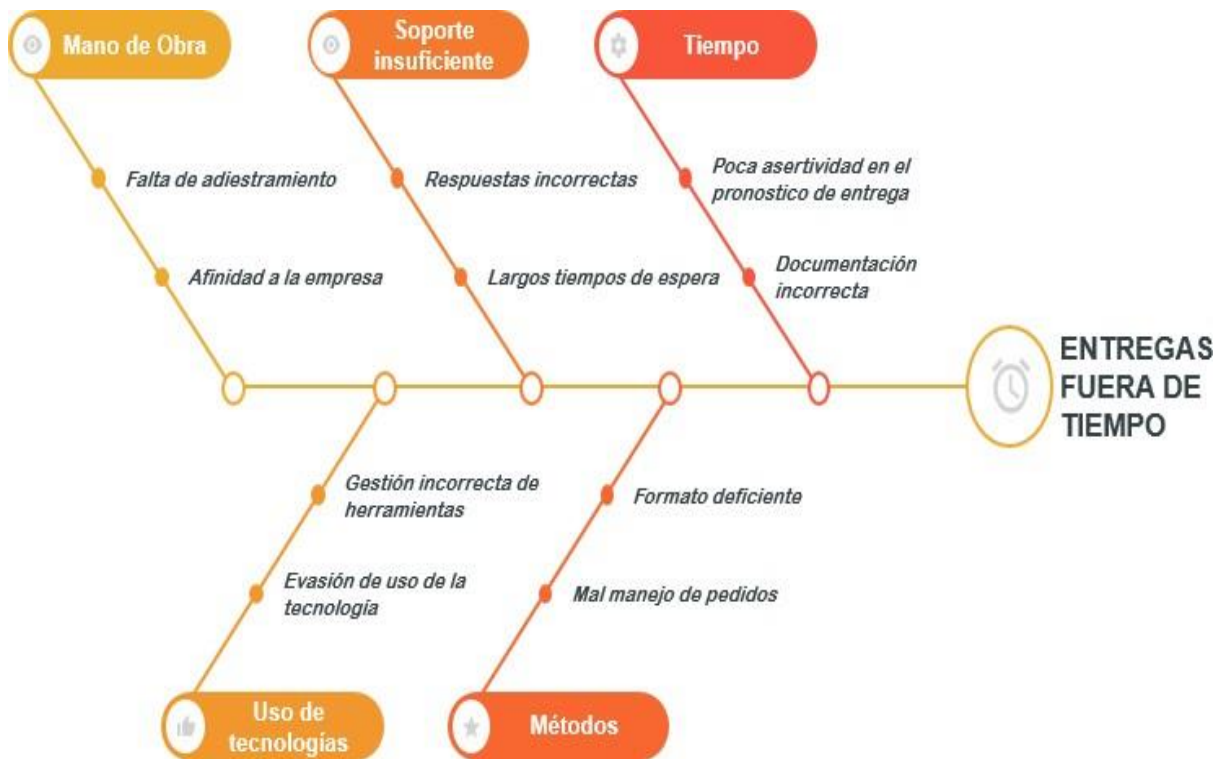 Mano de Obra
Soporte
insuficiente
Tiempo
Falta de adiestramiento
Respuestas incorrectas
Poca asertividad en el
pronostico de entrega
Afinidad a la empresa
Largos tiempos de espera
Documentación
incorrecta
ENTREGAS
FUERA DE
TIEMPO
Gestión incorrecta de
herramientas
Formato deficiente
Evasión de uso de la
tecnología
Mal manejo de pedidos
Uso de
tecnologías
Métodos